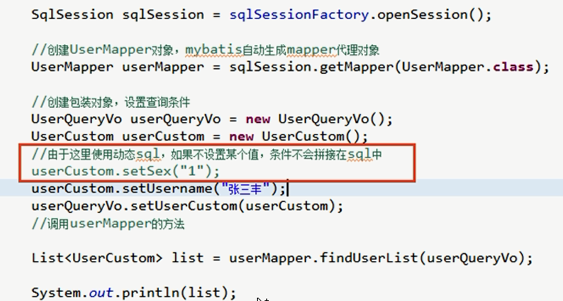 SqlSession sqlSession = sqlSessionFactory.openSession();
//创建UserMapper对象，mybatis自动生成mapper代理对象
UserMapper userMapper = sqlSession.getMapper(UserMapper.class);
//创建包装对象，设置查询条件
UserQueryVo userQueryVo = new UserQueryVo();
UserCustom userCustom = new UserCustom();
//由于这里使用动态sql，如果不设置某个值，条件不会拼接在sql中
userCustom.setSex("1");
userCustom.setUsername("张三丰");
userQueryVo.setUserCustom(userCustom);
//调用userMapper的方法
List<UserCustom> list = userMapper.findUserList(userQueryVo);
System.out.println(list);